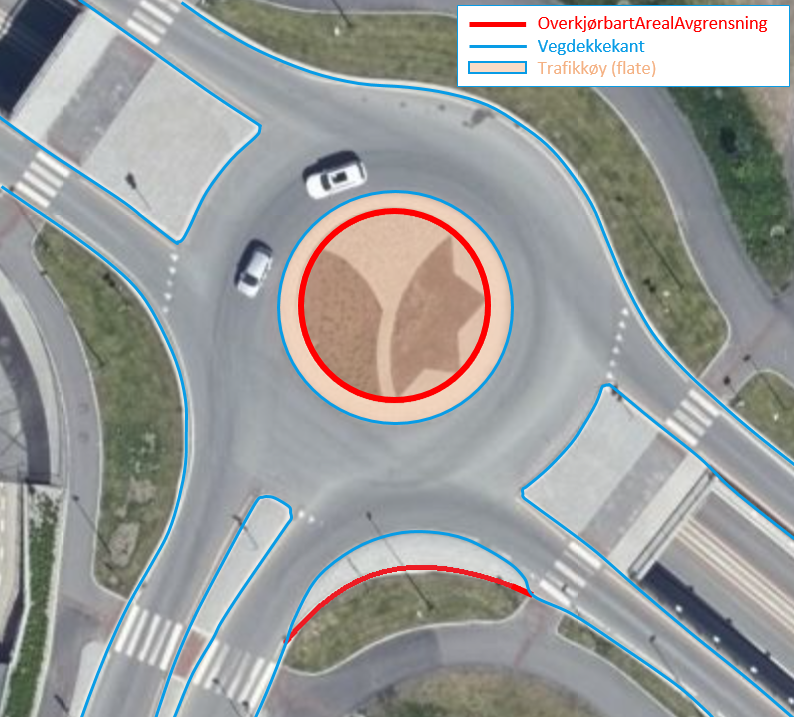 OverkjørbartArealAvgrensning
Vegdekkekant
Trafikkøy (flate)